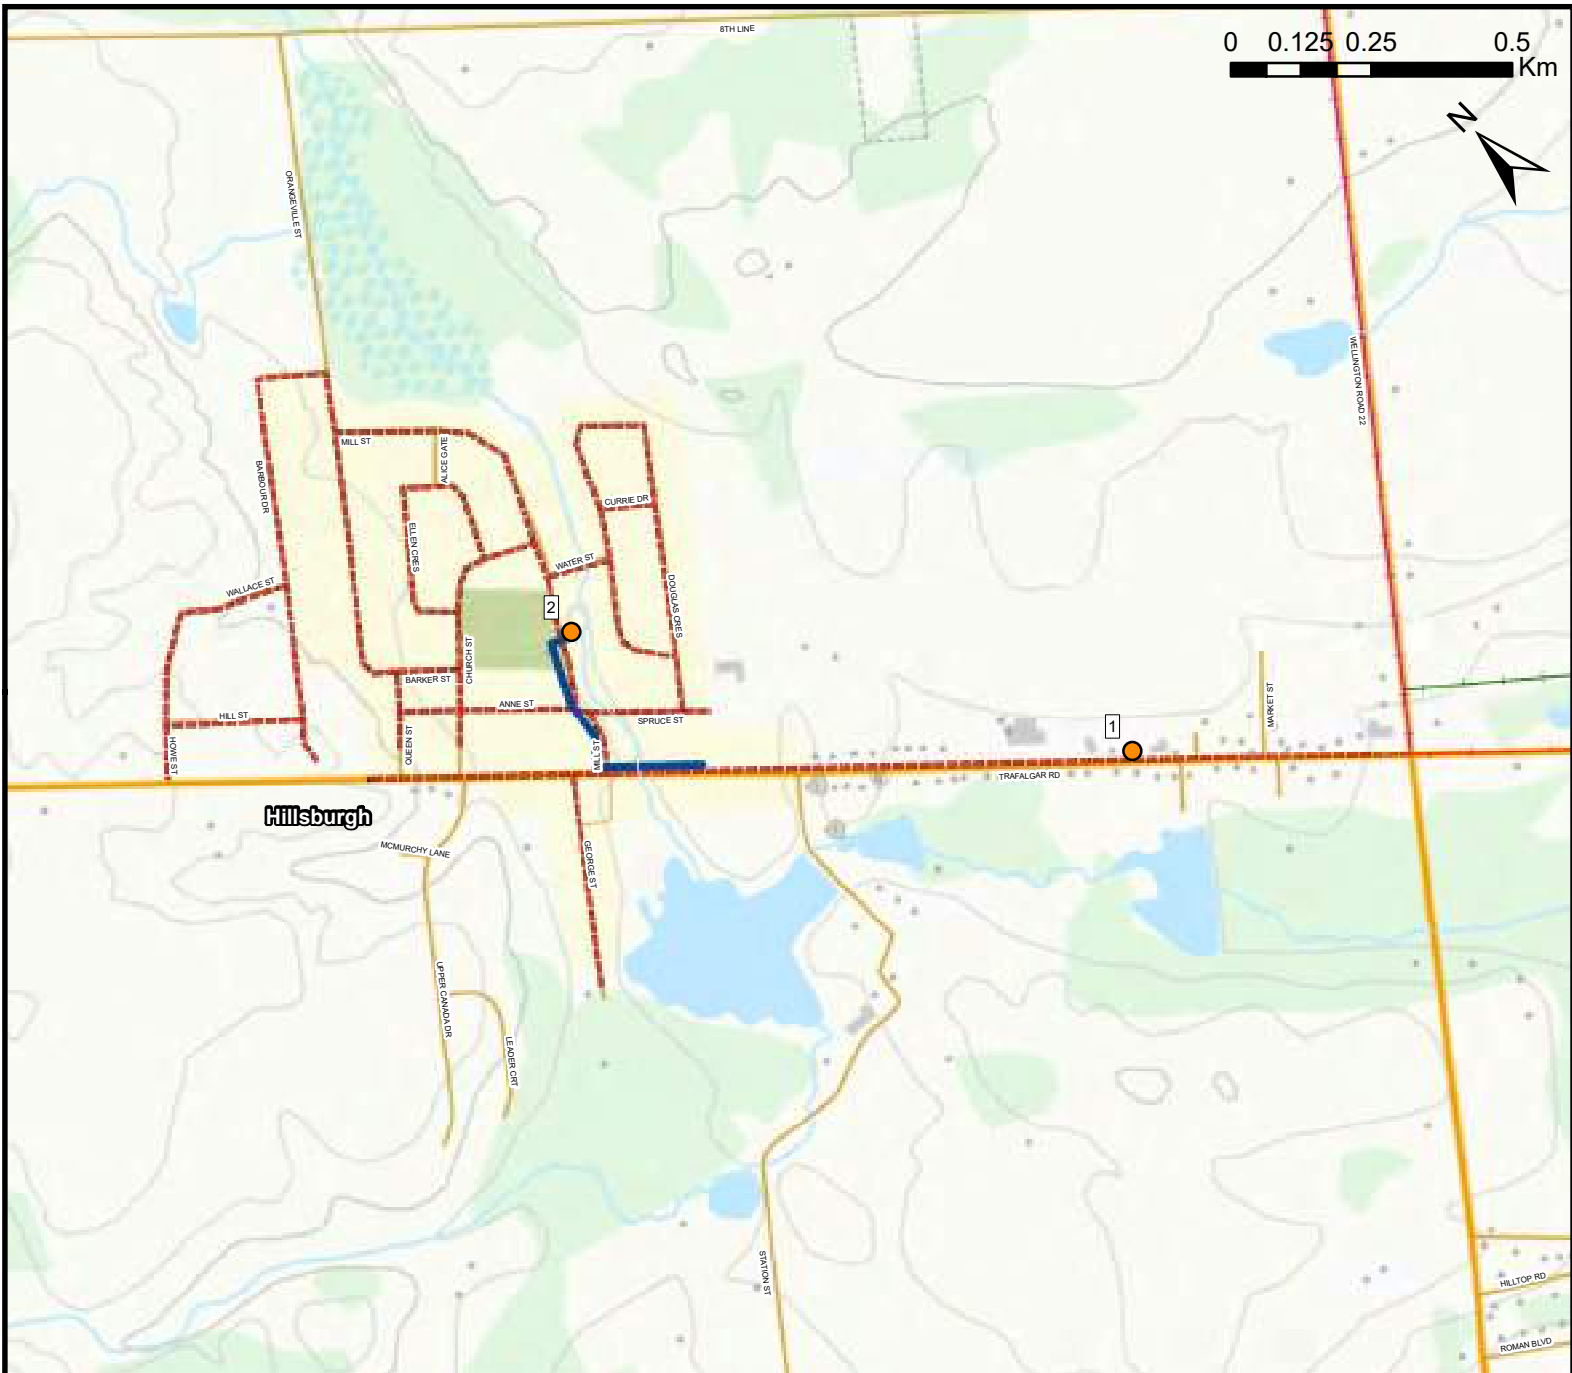 8TH LINE
0 0.125 0.25 0.5
Km
N
ORANGEVILLE ST
WELLINGTON ROAD 22
MILL ST
ALICE GATE
BARBOUR DR
CURRIE DR
ELLEN CRES
WATER ST
WALLACE ST
DOUGLAS CRES
2
CHURCH ST
BARKER ST
MARKET ST
ANNE ST
HILL ST
SPRUCE ST
1
QUEEN ST
HOWE ST
MILL ST
TRAFALGAR RD
Hillsburgh
MCMURCHY LANE
GEORGE ST
UPPER CANADA DR
LEADER CRT
STATION ST
HILLTOP RD
ROMAN BLVD